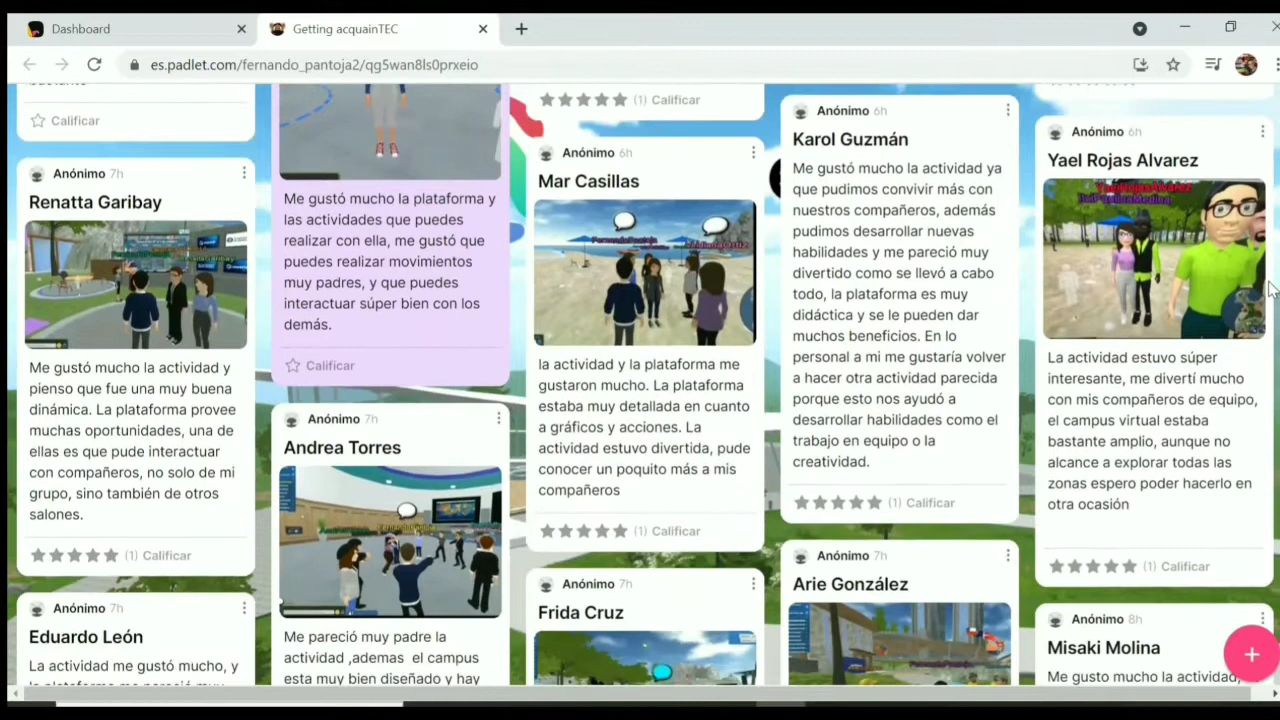 Dashboard
Getting acquainTEC
es.padlet.com/fernando_pantoja2/qg5wan8ls0prxeio
Calificar
Anónimo 7h
Renatta Garibay
Me gustó mucho la actividad y
pienso que fue una muy buena
dinámica. La plataforma provee
muchas oportunidades, una de
ellas es que pude interactuar
con compañeros, no solo de mi
grupo, sino también de otros
salones.
(1) Calificar
Anónimo 7h
Eduardo León
La actividad me gustó mucho, y
Me gustó mucho la plataforma y
las actividades que puedes
realizar con ella, me gustó que
puedes realizar movimientos
muy padres, y que puedes
interactuar súper bien con los
demás.
Calificar
Anónimo 7h
Andrea Torres
Me pareció muy padre la
actividad ,ademas el campus
esta muy bien diseñado y hay
(1) Calificar
Anónimo 6h
Mar Casillas
la actividad y la plataforma me
gustaron mucho. La plataforma
estaba muy detallada en cuanto
a gráficos y acciones. La
actividad estuvo divertida, pude
conocer un poquito más a mis
compañeros
(1) Calificar
Anónimo 7h
Frida Cruz
Anónimo 6h
Karol Guzmán
Me gustó mucho la actividad ya
que pudimos convivir más con
nuestros compañeros, además
pudimos desarrollar nuevas
habilidades y me pareció muy
divertido como se llevó a cabo
todo, la plataforma es muy
didáctica y se le pueden dar
muchos beneficios. En lo
personal a mi me gustaría volver
a hacer otra actividad parecida
porque esto nos ayudó a
desarrollar habilidades como el
trabajo en equipo o la
creatividad.
(1) Calificar
Anónimo 7h
Arie González
Anónimo 6h
Yael Rojas Alvarez
YaelRojasAlvarez
La actividad estuvo súper
interesante, me divertí mucho
con mis compañeros de equipo,
el campus virtual estaba
bastante amplio, aunque no
alcance a explorar todas las
zonas espero poder hacerlo en
otra ocasión
(1) Calificar
Anónimo 8h
Misaki Molina
Me gusto mucho la actividad,